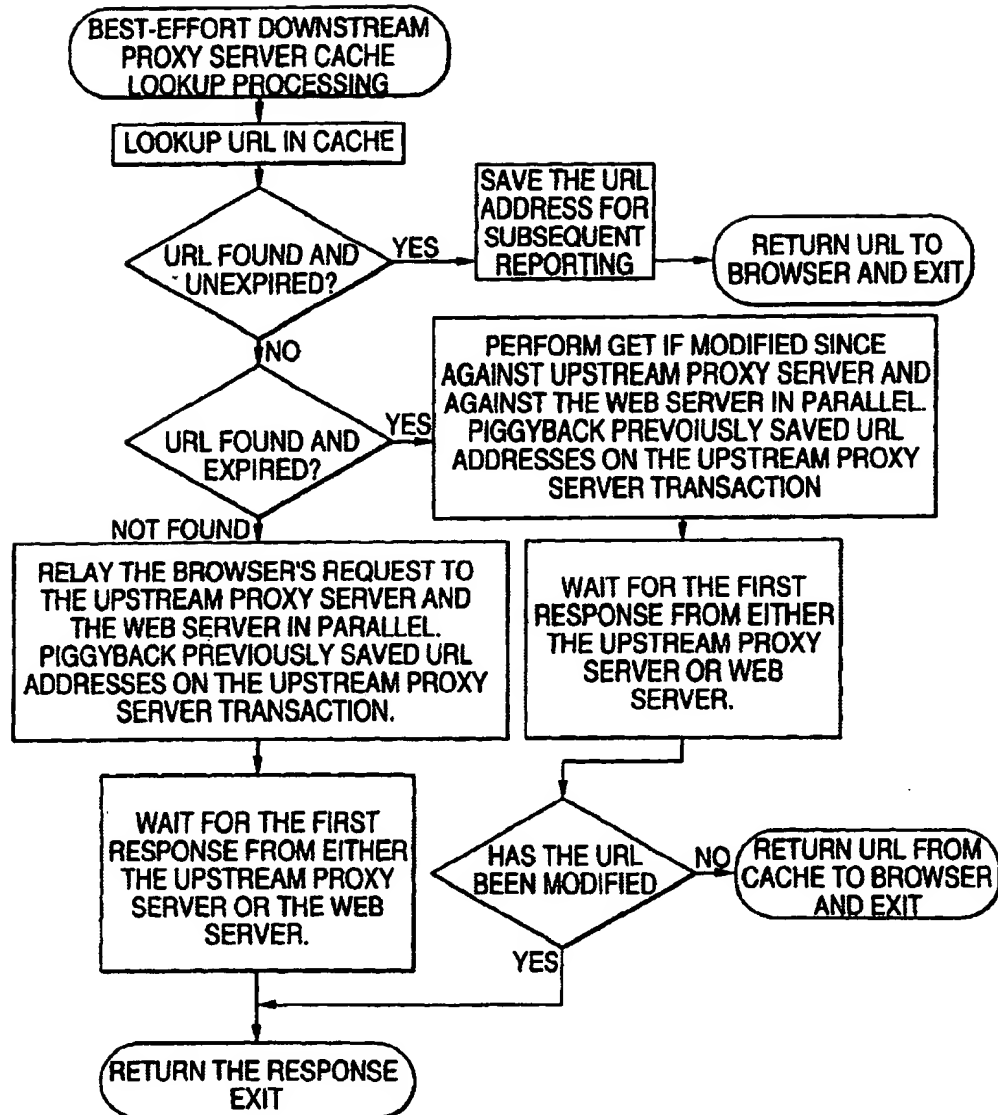 BEST-EFFORT DOWNSTREAM
PROXY SERVER CACHE
LOOKUP PROCESSING
LOOKUP URL IN CACHE
URL FOUND AND
UNEXPIRED?
YES
SAVE THE URL
ADDRESS FOR
SUBSEQUENT
REPORTING
RETURN URL TO
BROWSER AND EXIT
NO
URL FOUND AND
EXPIRED?
YES
PERFORM GET IF MODIFIED SINCE
AGAINST UPSTREAM PROXY SERVER AND
AGAINST THE WEB SERVER IN PARALLEL.
PIGGYBACK PREVOIUSLY SAVED URL
ADDRESSES ON THE UPSTREAM PROXY
SERVER TRANSACTION
NOT FOUND
RELAY THE BROWSER'S REQUEST TO
THE UPSTREAM PROXY SERVER AND
THE WEB SERVER IN PARALLEL.
PIGGYBACK PREVIOUSLY SAVED URL
ADDRESSES ON THE UPSTREAM PROXY
SERVER TRANSACTION.
WAIT FOR THE FIRST
RESPONSE FROM EITHER
THE UPSTREAM PROXY
SERVER OR WEB
SERVER.
WAIT FOR THE FIRST
RESPONSE FROM EITHER
THE UPSTREAM PROXY
SERVER OR THE WEB
SERVER.
HAS THE URL
BEEN MODIFIED
NO
RETURN URL FROM
CACHE TO BROWSER
AND EXIT
YES
RETURN THE RESPONSE
EXIT